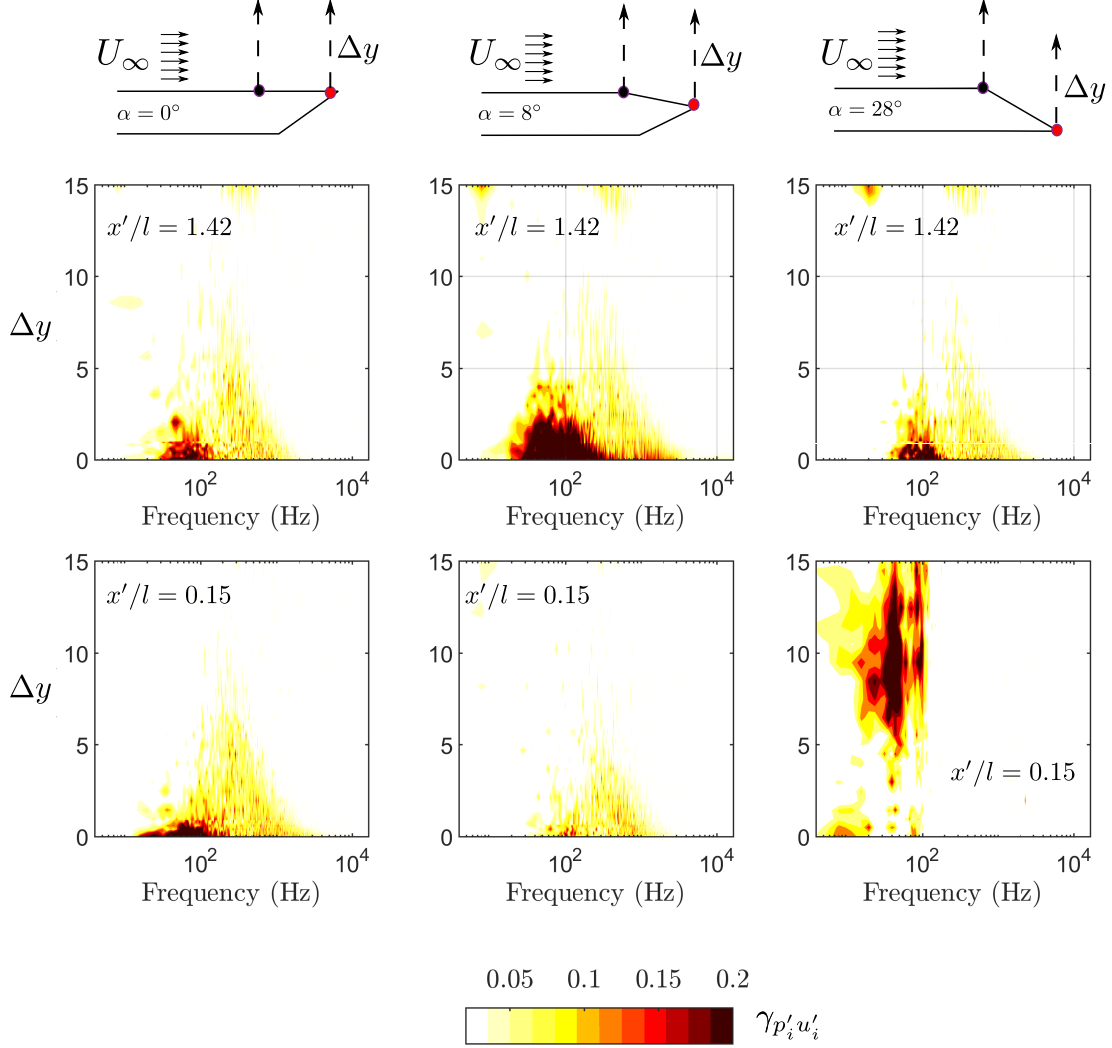 U∞ Δy U∞ Δy U∞ Δy
α = 0° α = 8° α = 28°
15 15 15
x′/l = 1.42 x′/l = 1.42 x′/l = 1.42
10 10 10
Δy
5 5 5
0 0 0
10² 10⁴ 10² 10⁴ 10² 10⁴
Frequency (Hz) Frequency (Hz) Frequency (Hz)
15 15 15
x′/l = 0.15 x′/l = 0.15
10 10 10
Δy
5 5 5
x′/l = 0.15
0 0 0
10² 10⁴ 10² 10⁴ 10² 10⁴
Frequency (Hz) Frequency (Hz) Frequency (Hz)
0.05 0.1 0.15 0.2
γp′ᵢu′ᵢ